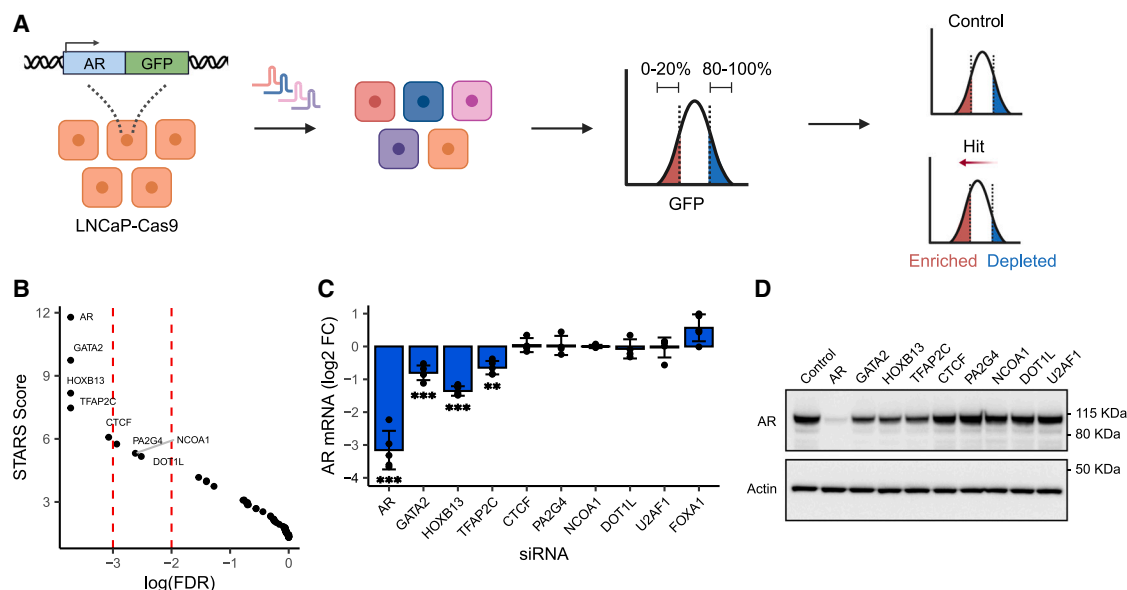 A
AR
GFP
LNCaP-Cas9
0-20%
80-100%
GFP
Control
Hit
Enriched
Depleted
B
STARS Score
12
9
6
3
AR
GATA2
HOXB13
TFAP2C
CTCF
PA2G4
NCOA1
DOT1L
−3
−2
−1
0
log(FDR)
C
AR mRNA (log2 FC)
1
0
−1
−2
−3
−4
***
***
***
**
AR
GATA2
HOXB13
TFAP2C
CTCF
PA2G4
NCOA1
DOT1L
U2AF1
FOXA1
siRNA
D
Control
AR
GATA2
HOXB13
TFAP2C
CTCF
PA2G4
NCOA1
DOT1L
U2AF1
AR
115 KDa
80 KDa
50 KDa
Actin